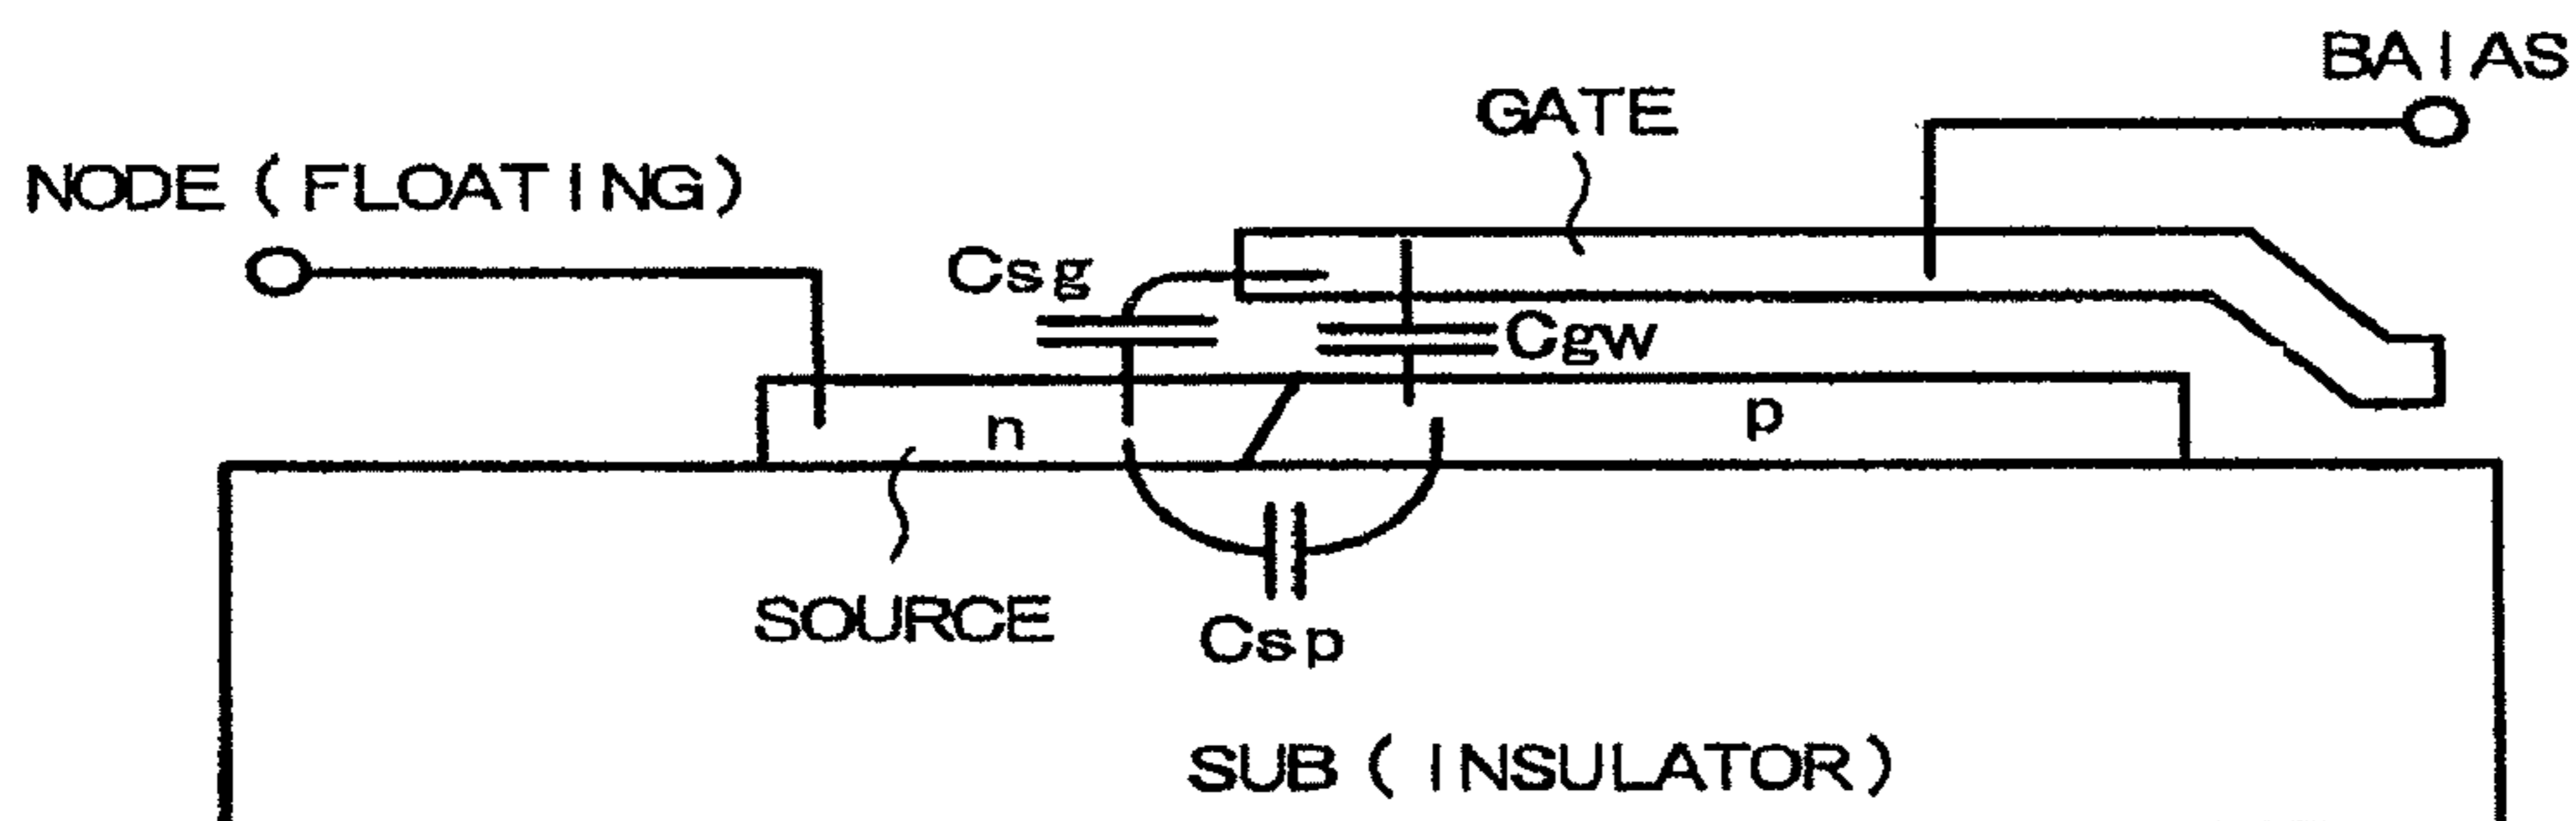 BAIAS
GATE
NODE (FLOATING)
Csg
Cgw
n
p
SOURCE
Csp
SUB (INSULATOR)